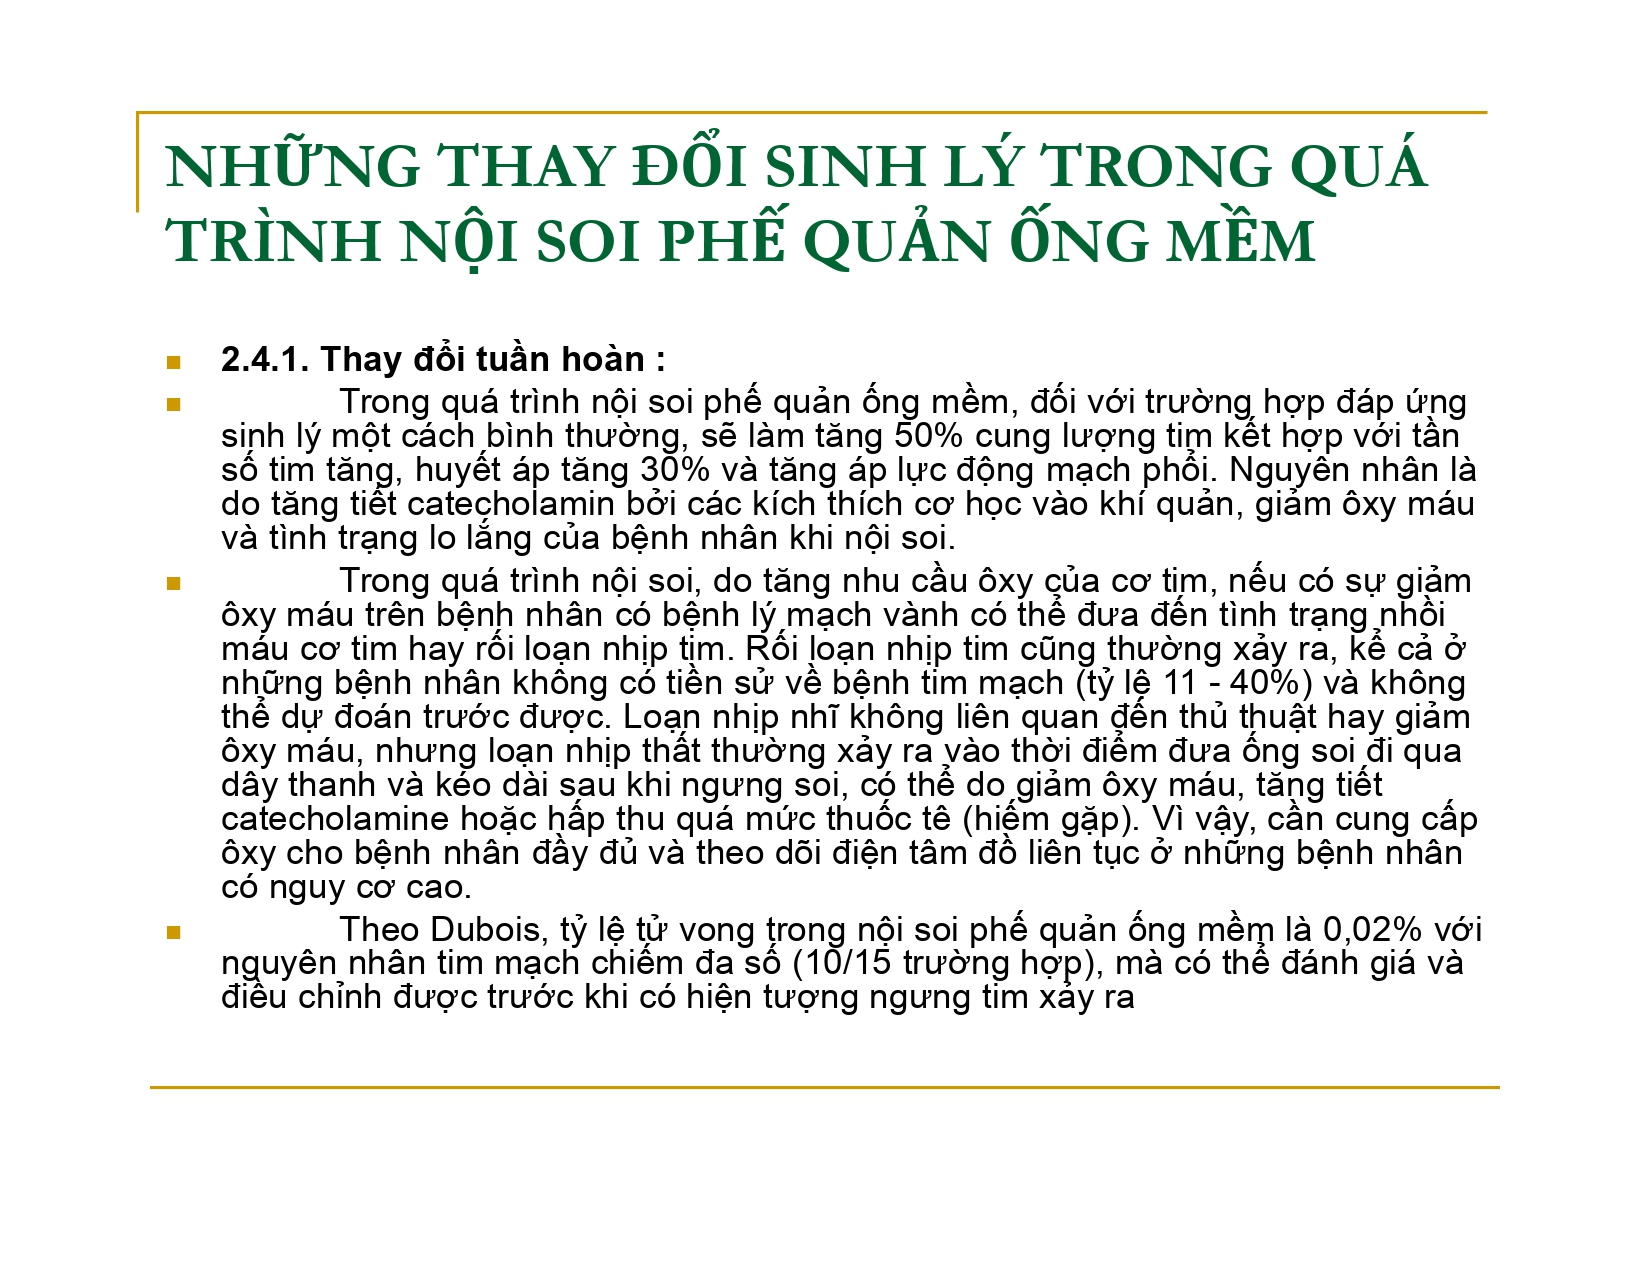 NHỮNG THAY ĐỔI SINH LÝ TRONG QUÁ
TRÌNH NỘI SOI PHẾ QUẢN ỐNG MỀM
2.4.1. Thay đổi tuần hoàn :
Trong quá trình nội soi phế quản ống mềm, đối với trường hợp đáp ứng
sinh lý một cách bình thường, sẽ làm tăng 50% cung lượng tim kết hợp với tần
số tim tăng, huyết áp tăng 30% và tăng áp lực động mạch phổi. Nguyên nhân là
do tăng tiết catecholamin bởi các kích thích cơ học vào khí quản, giảm ôxy máu
và tình trạng lo lắng của bệnh nhân khi nội soi.
Trong quá trình nội soi, do tăng nhu cầu ôxy của cơ tim, nếu có sự giảm
ôxy máu trên bệnh nhân có bệnh lý mạch vành có thể đưa đến tình trạng nhồi
máu cơ tim hay rối loạn nhịp tim. Rối loạn nhịp tim cũng thường xảy ra, kể cả ở
những bệnh nhân không có tiền sử về bệnh tim mạch (tỷ lệ 11 - 40%) và không
thể dự đoán trước được. Loạn nhịp nhĩ không liên quan đến thủ thuật hay giảm
ôxy máu, nhưng loạn nhịp thất thường xảy ra vào thời điểm đưa ống soi đi qua
dây thanh và kéo dài sau khi ngưng soi, có thể do giảm ôxy máu, tăng tiết
catecholamine hoặc hấp thu quá mức thuốc tê (hiếm gặp). Vì vậy, cần cung cấp
ôxy cho bệnh nhân đầy đủ và theo dõi điện tâm đồ liên tục ở những bệnh nhân
có nguy cơ cao.
Theo Dubois, tỷ lệ tử vong trong nội soi phế quản ống mềm là 0,02% với
nguyên nhân tim mạch chiếm đa số (10/15 trường hợp), mà có thể đánh giá và
điều chỉnh được trước khi có hiện tượng ngưng tim xảy ra